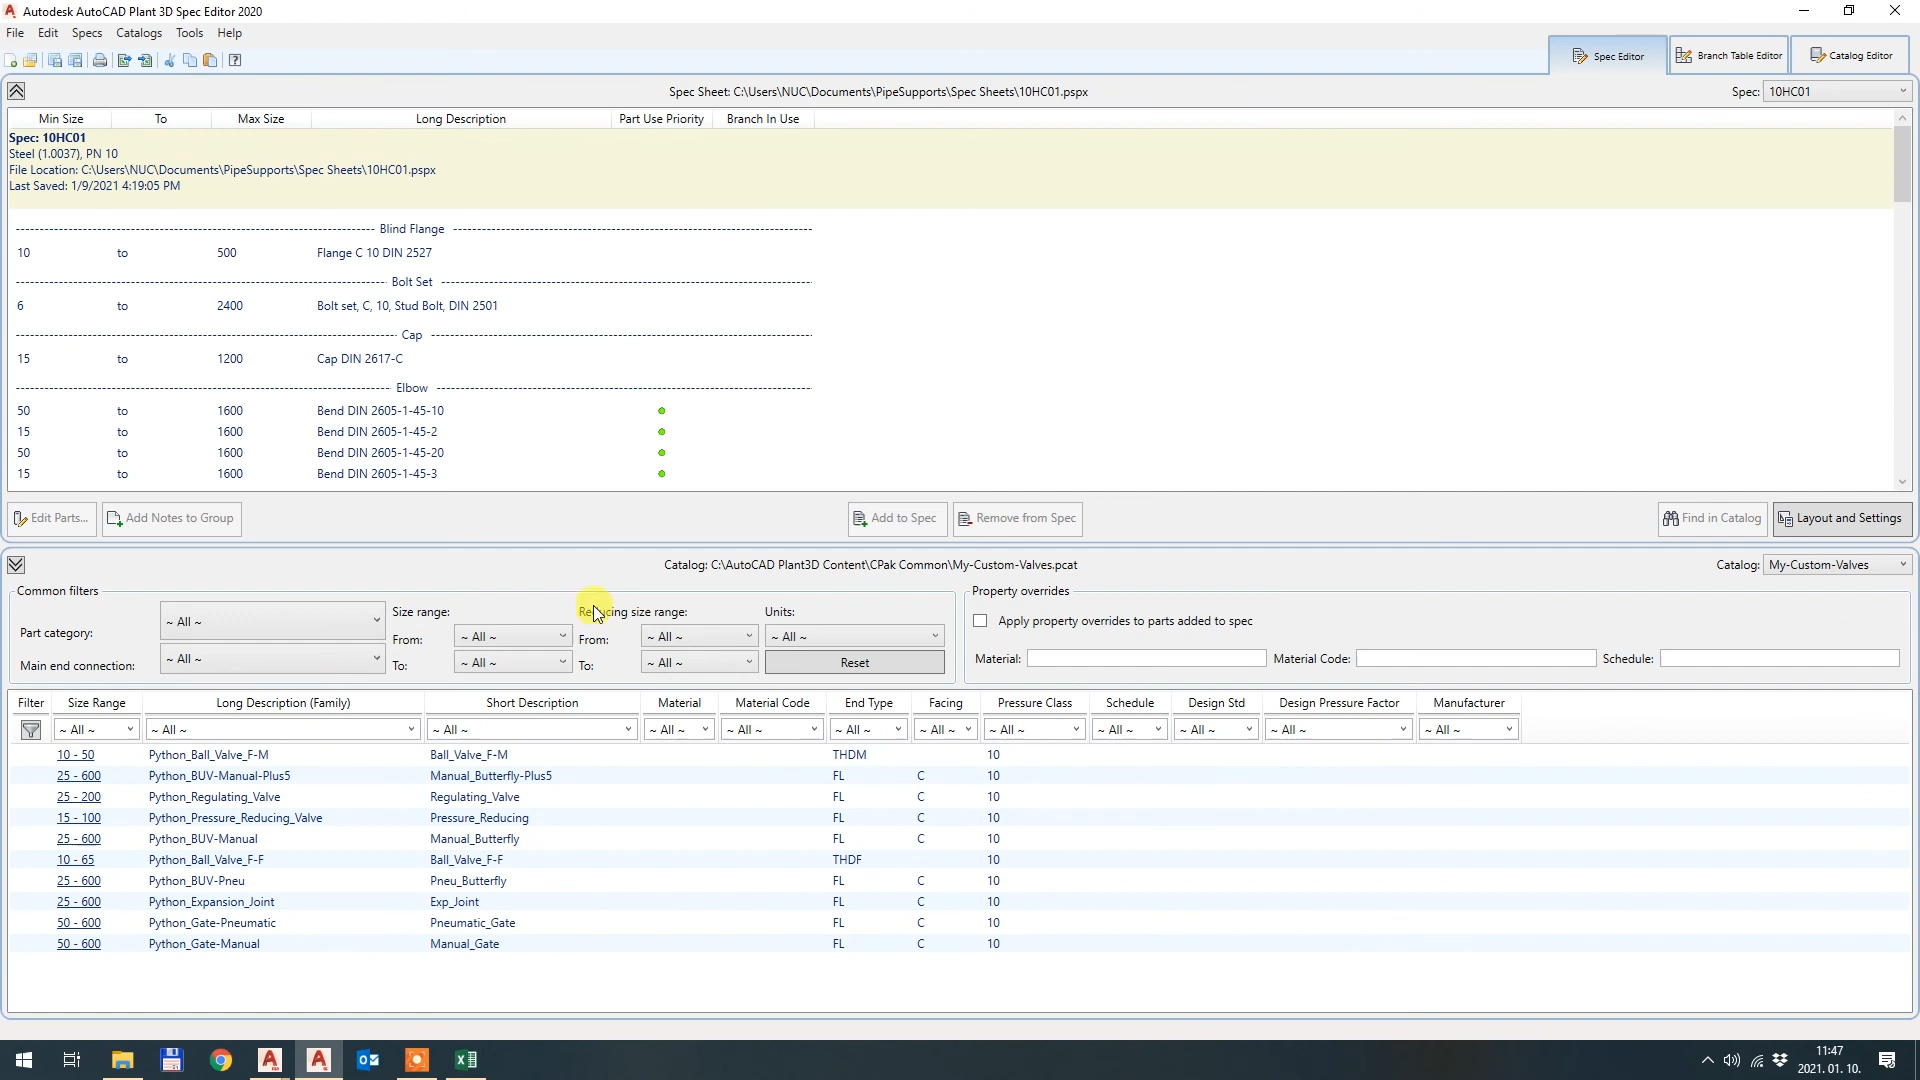 Autodesk AutoCAD Plant 3D Spec Editor 2020
File Edit Specs Catalogs Tools Help
Spec Editor Branch Table Editor Catalog Editor
Spec Sheet: C:\Users\NUC\Documents\PipeSupports\Spec Sheets\10HC01.pspx Spec: 10HC01
Min Size To Max Size Long Description Part Use Priority Branch In Use
Spec: 10HC01
Steel (1.0037), PN 10
File Location: C:\Users\NUC\Documents\PipeSupports\Spec Sheets\10HC01.pspx
Last Saved: 1/9/2021 4:19:05 PM
Blind Flange
10 to 500 Flange C 10 DIN 2527
Bolt Set
6 to 2400 Bolt set, C, 10, Stud Bolt, DIN 2501
Cap
15 to 1200 Cap DIN 2617-C
Elbow
50 to 1600 Bend DIN 2605-1-45-10
15 to 1600 Bend DIN 2605-1-45-2
50 to 1600 Bend DIN 2605-1-45-20
15 to 1600 Bend DIN 2605-1-45-3
Edit Parts... Add Notes to Group Add to Spec Remove from Spec Find in Catalog Layout and Settings
Catalog: C:\AutoCAD Plant3D Content\CPak Common\My-Custom-Valves.pcat Catalog: My-Custom-Valves
Common filters Property overrides
Part category: ~ All ~ Size range: Reducing size range: Units:
From: ~ All ~ From: ~ All ~ ~ All ~ Apply property overrides to parts added to spec
Main end connection: ~ All ~ To: ~ All ~ To: ~ All ~ Reset Material: Material Code: Schedule:
Filter Size Range Long Description (Family) Short Description Material Material Code End Type Facing Pressure Class Schedule Design Std Design Pressure Factor Manufacturer
~ All ~ ~ All ~ ~ All ~ ~ All ~ ~ All ~ ~ All ~ ~ All ~ ~ All ~ ~ All ~ ~ All ~ ~ All ~ ~ All ~
10 - 50 Python_Ball_Valve_F-M Ball_Valve_F-M THDM 10
25 - 600 Python_BUV-Manual-Plus5 Manual_Butterfly-Plus5 FL C 10
25 - 200 Python_Regulating_Valve Regulating_Valve FL C 10
15 - 100 Python_Pressure_Reducing_Valve Pressure_Reducing FL C 10
25 - 600 Python_BUV-Manual Manual_Butterfly FL C 10
10 - 65 Python_Ball_Valve_F-F Ball_Valve_F-F THDF 10
25 - 600 Python_BUV-Pneu Pneu_Butterfly FL C 10
25 - 600 Python_Expansion_Joint Exp_Joint FL C 10
50 - 600 Python_Gate-Pneumatic Pneumatic_Gate FL C 10
50 - 600 Python_Gate-Manual Manual_Gate FL C 10
11:47
2021. 01. 10.